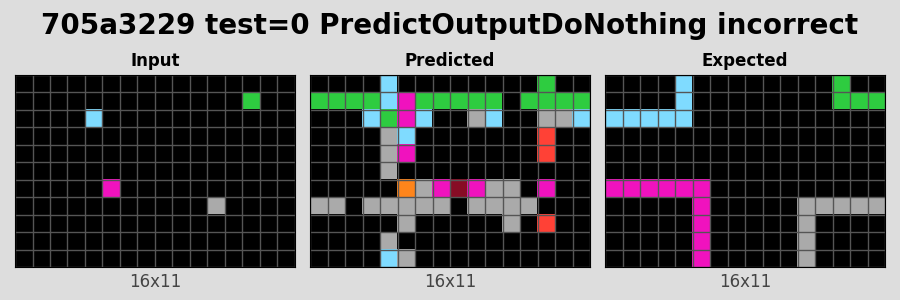 705a3229 test=0 PredictOutputDoNothing incorrect
Input
Predicted
Expected
16x11
16x11
16x11